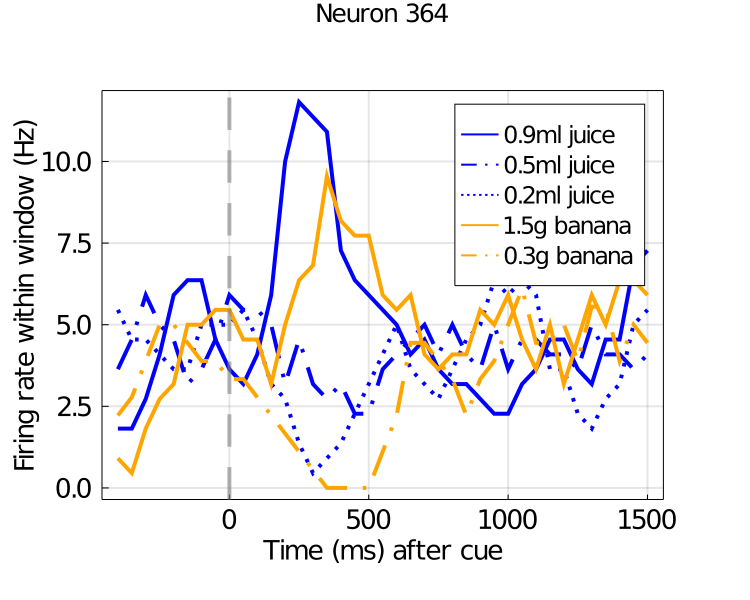 Neuron 364
Firing rate within window (Hz)
10.0
7.5
5.0
2.5
0.0
0.9ml juice
0.5ml juice
0.2ml juice
1.5g banana
0.3g banana
0 500 1000 1500
Time (ms) after cue